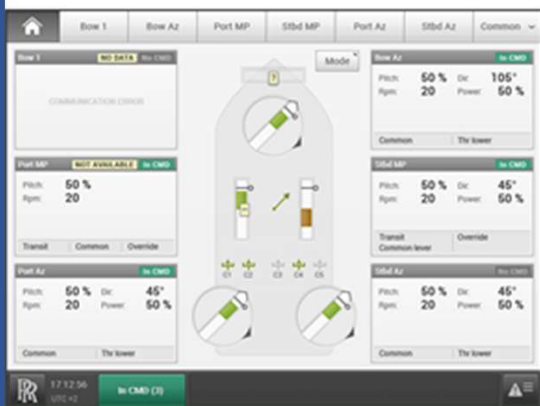 Bow 1
Bow Az
Port MP
Stbd MP
Port Az
Stbd Az
Common
Bow 1 NO DATA No CMD
COMMUNICATION ERROR
Mode
?
Bow Az In CMD
Pitch: 50 % Dir: 105°
Rpm: 20 Power: 50 %
Common Thr lower
Port MP NOT AVAILABLE In CMD
Pitch: 50 %
Rpm: 20
Transit Common Override
Stbd MP In CMD
Pitch: 50 % Dir: 45°
Rpm: 20 Power: 50 %
Transit Override
Common lever
C1 C2 C3 C4 C5
Port Az In CMD
Pitch: 50 % Dir: 45°
Rpm: 20 Power: 50 %
Common Thr lower
Stbd Az No CMD
Pitch: 50 % Dir: 45°
Rpm: 20 Power: 50 %
Common Thr lower
RR
17:12:56
UTC +2
In CMD (3)